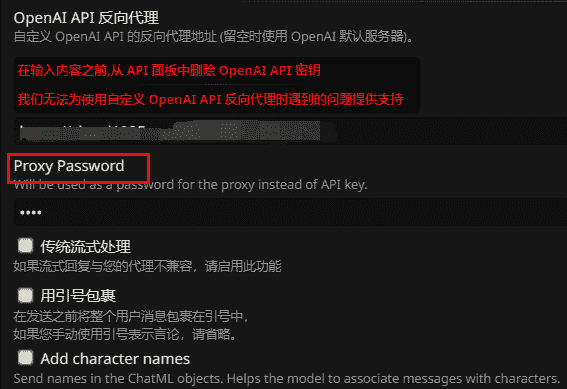 OpenAI API 反向代理
自定义 OpenAI API 的反向代理地址 (留空时使用 OpenAI 默认服务器)。
在输入内容之前,从 API 面板中删除 OpenAI API 密钥
我们无法为使用自定义 OpenAI API 反向代理时遇到的问题提供支持
Proxy Password
Will be used as a password for the proxy instead of API key.
••••
传统流式处理
如果流式回复与您的代理不兼容，请启用此功能
用引号包裹
在发送之前将整个用户消息包裹在引号中，
如果您手动使用引号表示言论，请省略。
Add character names
Send names in the ChatML objects. Helps the model to associate messages with characters.